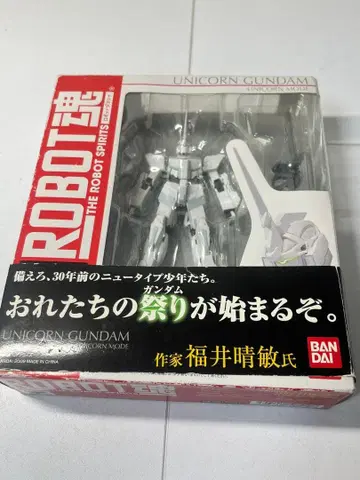 UNICORN GUNDAM
UNICORN MODE
ROBOT魂
THE ROBOT SPIRITS
備えろ、30年前のニュータイプ少年たち。
ガンダム
おれたちの祭りが始まるぞ。
UNICORN GUNDAM
UNICORN MODE
作家 福井晴敏氏
BAN
DAI
MADE IN CHINA